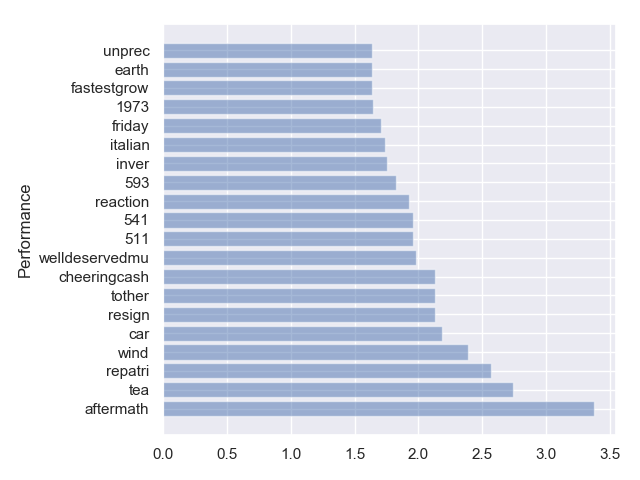 unprec
earth
fastestgrow
1973
friday
italian
inver
593
reaction
541
511
welldeservedmu
cheeringcash
tother
resign
car
wind
repatri
tea
aftermath
Performance
0.0 0.5 1.0 1.5 2.0 2.5 3.0 3.5